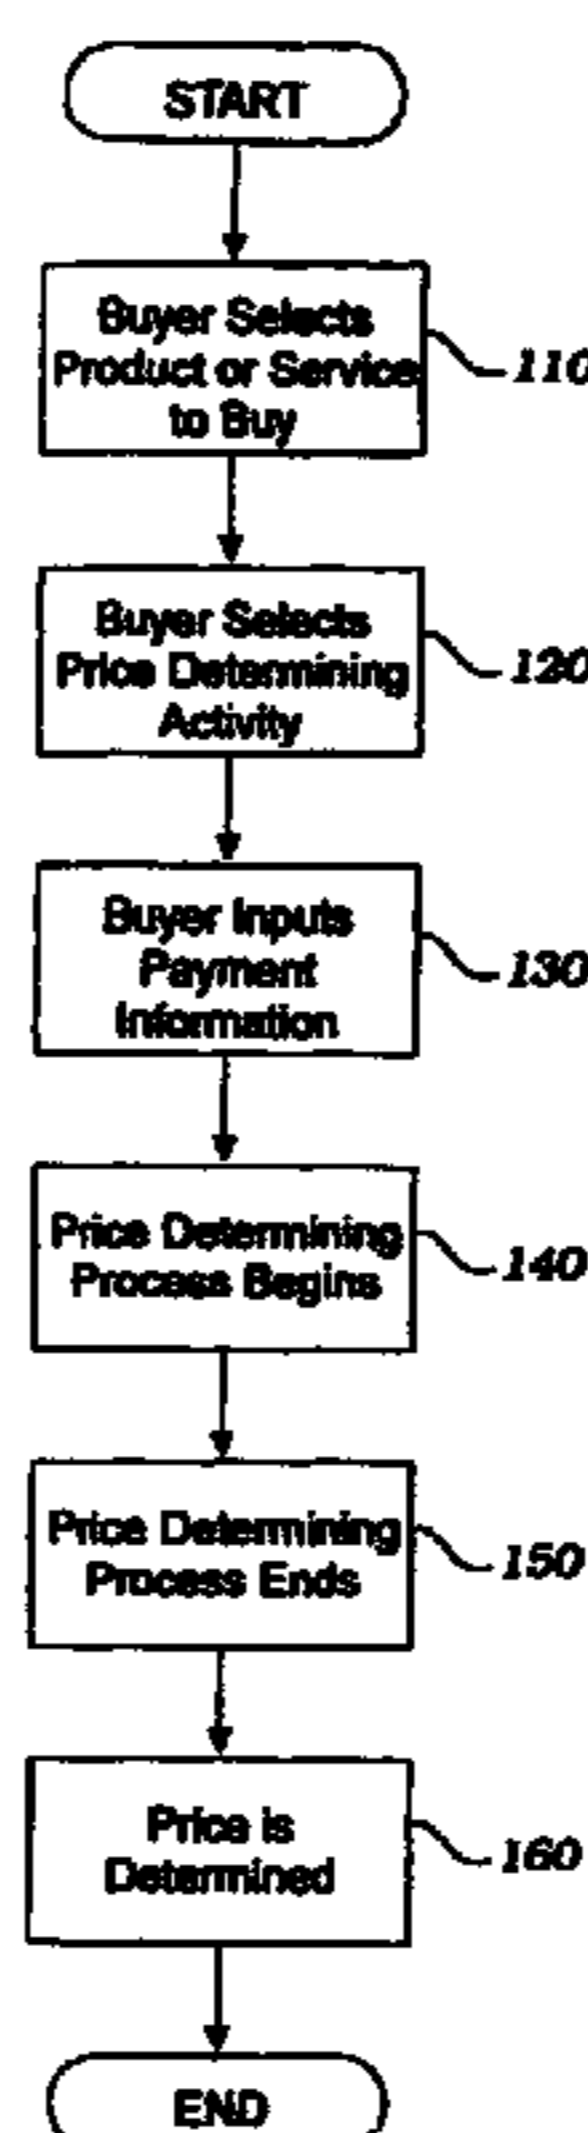 START
Buyer Selects
Product or Service
to Buy
110
Buyer Selects
Price Determining
Activity
120
Buyer Inputs
Payment
Information
130
Price Determining
Process Begins
140
Price Determining
Process Ends
150
Price is
Determined
160
END